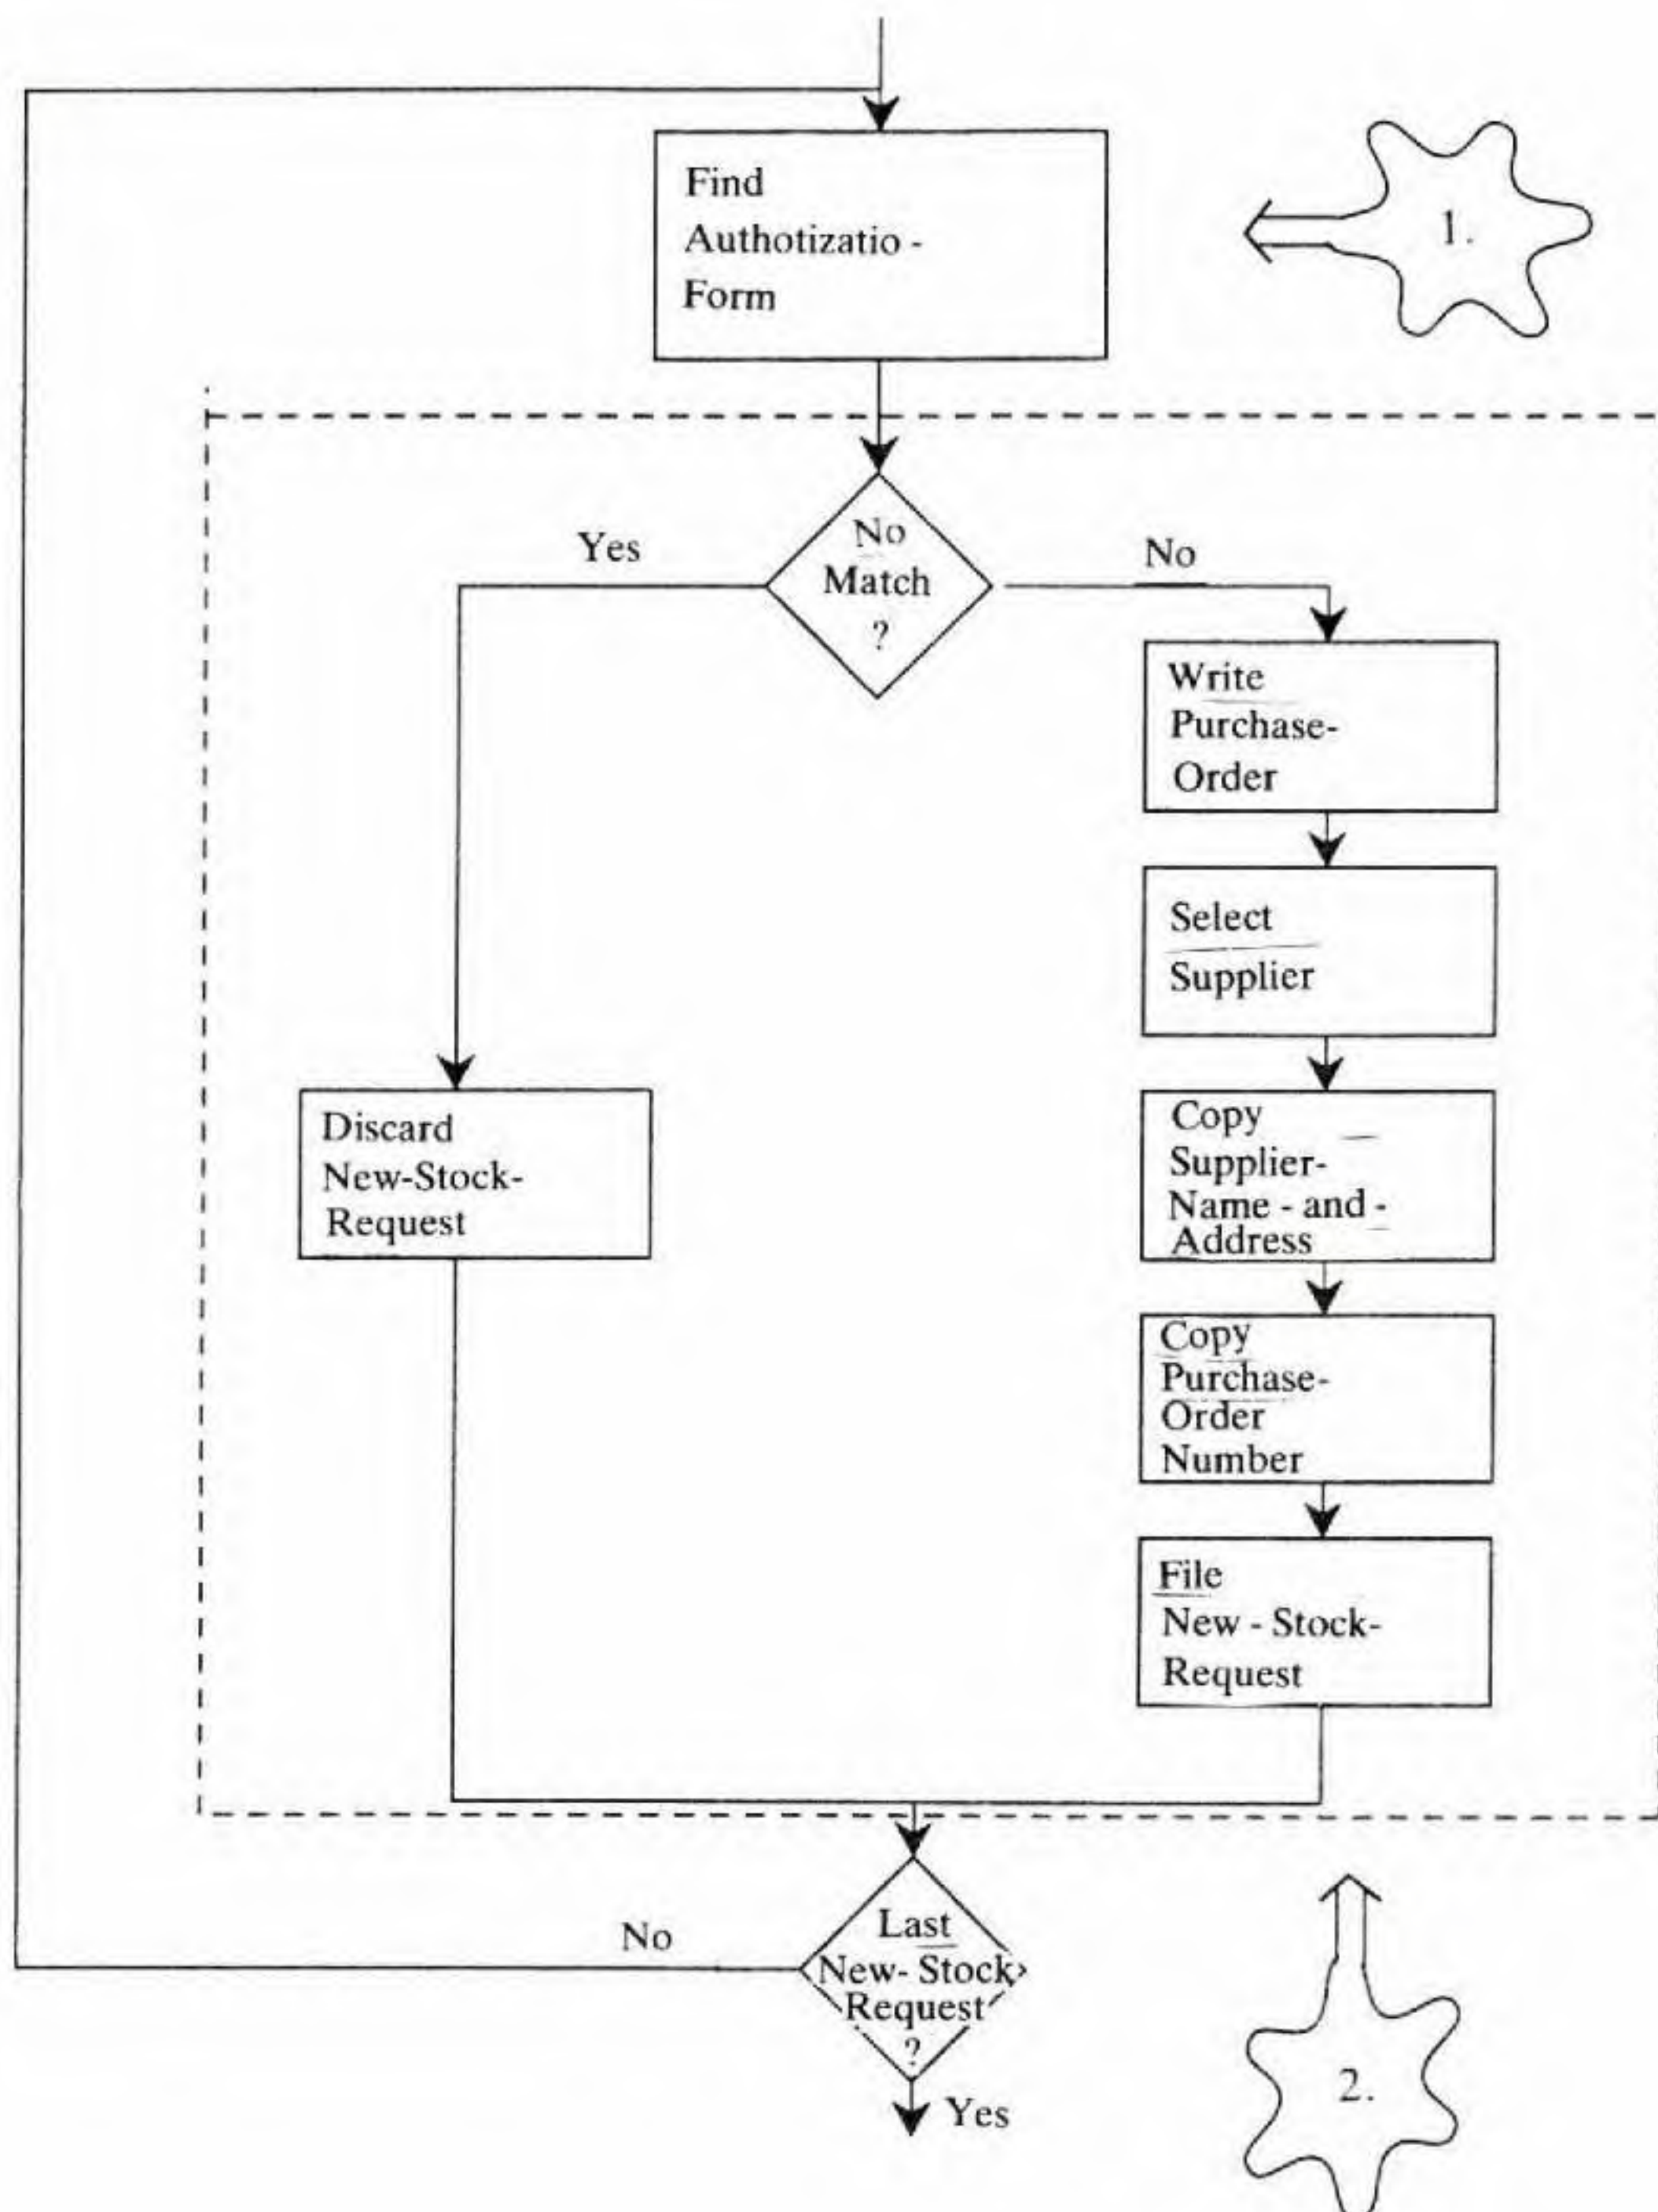 Find
Authotizatio -
Form
1.
No
Match
?
Yes
No
Write
Purchase-
Order
Select
Supplier
Copy
Supplier-
Name - and -
Address
Discard
New-Stock-
Request
Copy
Purchase-
Order
Number
File
New - Stock-
Request
Last
New- Stock
Request
?
No
Yes
2.